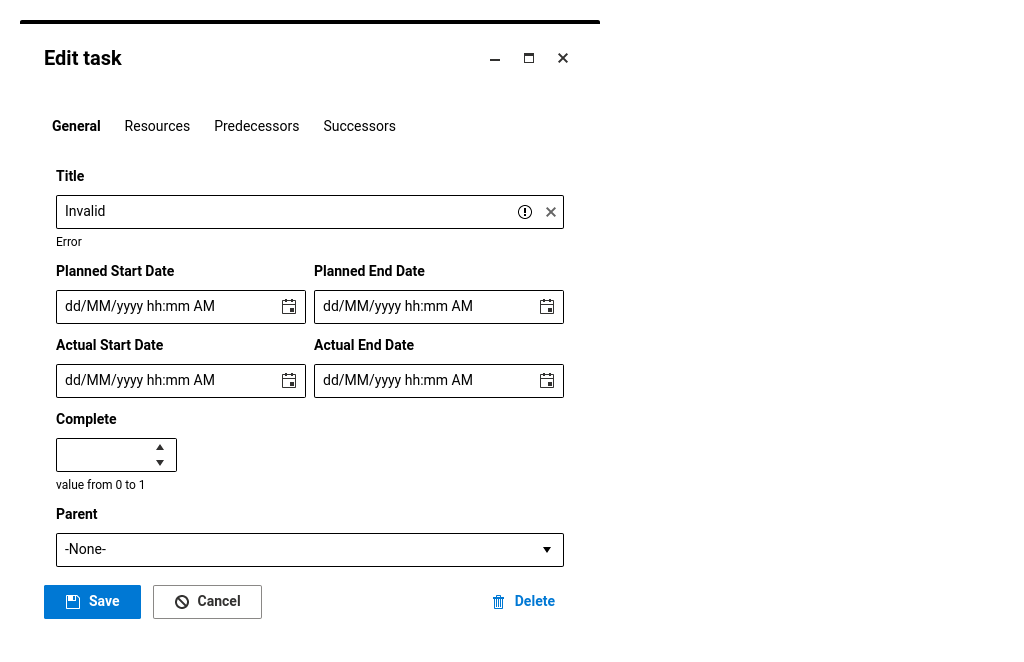 Edit task
General Resources Predecessors Successors
Title
Invalid
Error
Planned Start Date Planned End Date
dd/MM/yyyy hh:mm AM dd/MM/yyyy hh:mm AM
Actual Start Date Actual End Date
dd/MM/yyyy hh:mm AM dd/MM/yyyy hh:mm AM
Complete
value from 0 to 1
Parent
-None-
Save Cancel Delete